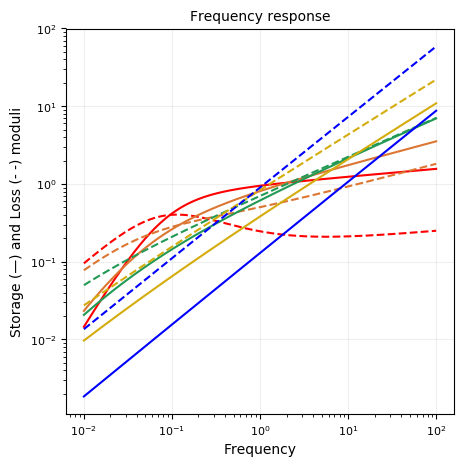 Frequency response
Storage (—) and Loss (- -) moduli
10²
10¹
10⁰
10⁻¹
10⁻²
10⁻² 10⁻¹ 10⁰ 10¹ 10²
Frequency